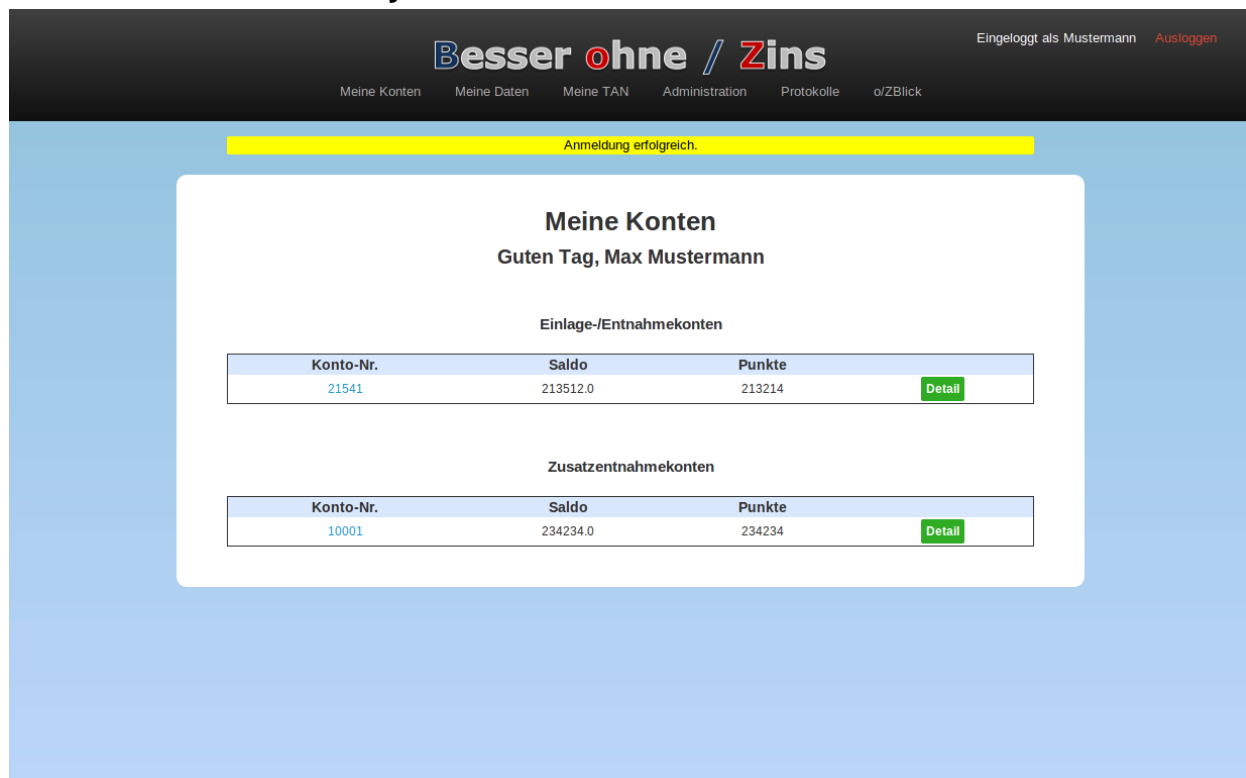 Eingeloggt als Mustermann Ausloggen
Besser ohne / Zins
Meine Konten Meine Daten Meine TAN Administration Protokolle o/ZBlick
Anmeldung erfolgreich.
Meine Konten
Guten Tag, Max Mustermann
Einlage-/Entnahmekonten
Konto-Nr. Saldo Punkte
21541 213512.0 213214 Detail
Zusatzentnahmekonten
Konto-Nr. Saldo Punkte
10001 234234.0 234234 Detail